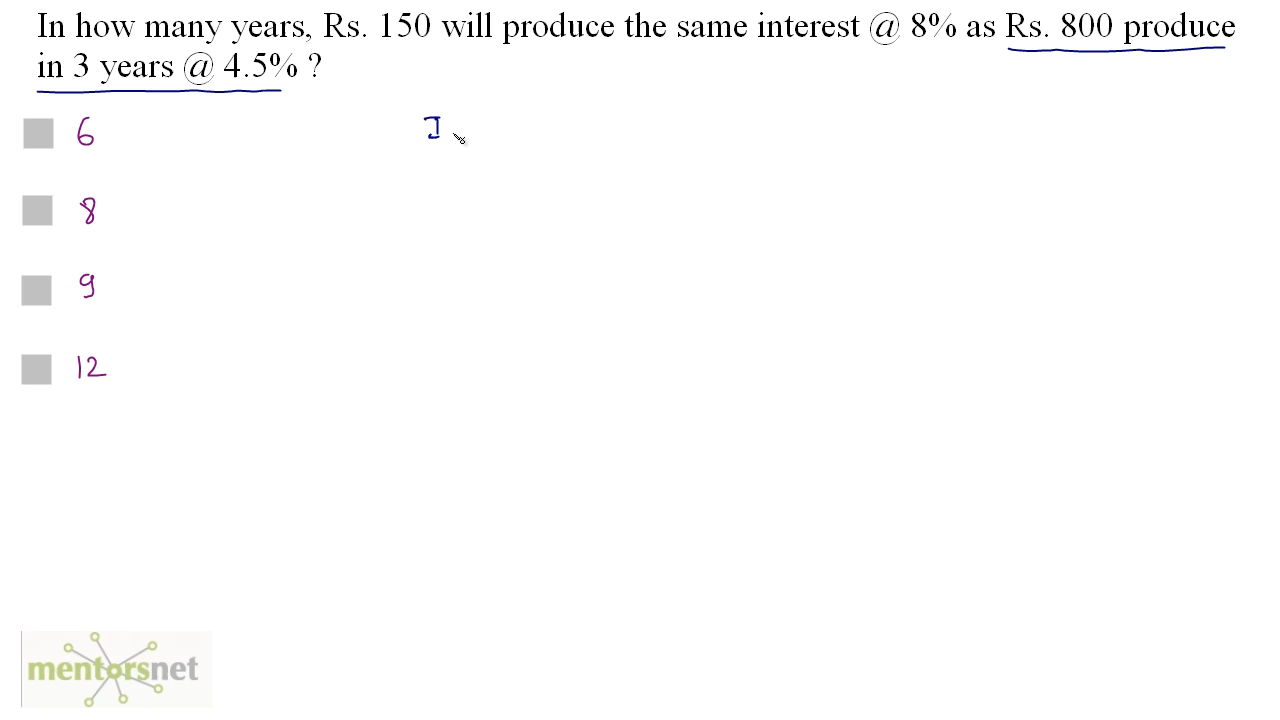 In how many years, Rs. 150 will produce the same interest @ 8% as Rs. 800 produce
in 3 years @ 4.5% ?
6
I
8
9
12
mentorsnet